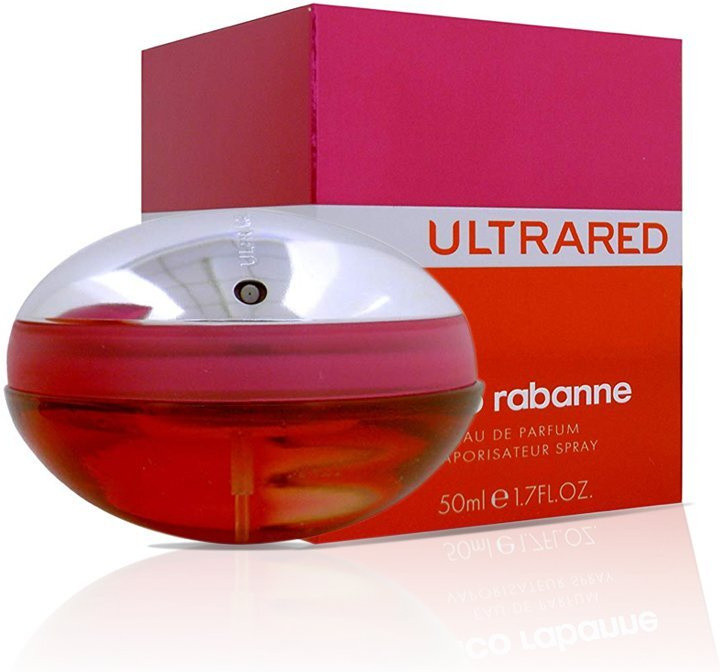 ULTRARED
o rabanne
AU DE PARFUM
APORISATEUR SPRAY
50ml e 1.7FL.OZ.